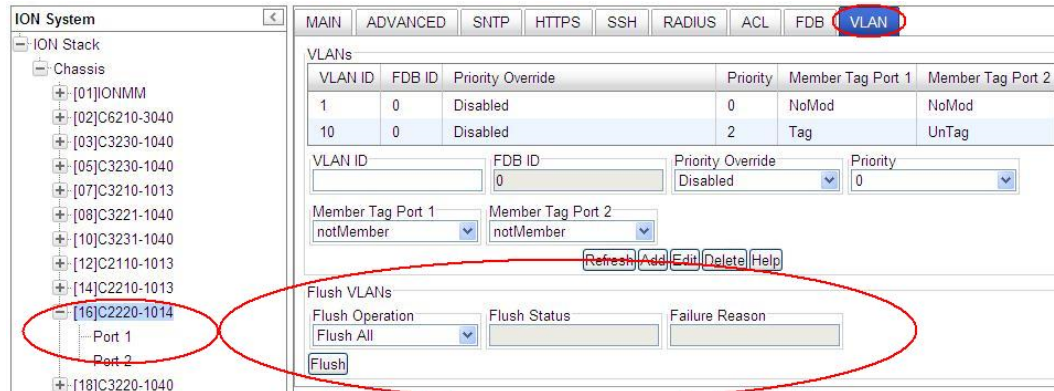 ION System
<
ION Stack
Chassis
[01]IONMM
[02]C6210-3040
[03]C3230-1040
[05]C3230-1040
[07]C3210-1013
[08]C3221-1040
[10]C3231-1040
[12]C2110-1013
[14]C2210-1013
[16]C2220-1014
Port 1
Port 2
[18]C3220-1040
MAIN ADVANCED SNTP HTTPS SSH RADIUS ACL FDB VLAN
VLANs
VLAN ID FDB ID Priority Override Priority Member Tag Port 1 Member Tag Port 2
1 0 Disabled 0 NoMod NoMod
10 0 Disabled 2 Tag UnTag
VLAN ID FDB ID Priority Override Priority
0 Disabled 0
Member Tag Port 1 Member Tag Port 2
notMember notMember
Refresh Add Edit Delete Help
Flush VLANs
Flush Operation Flush Status Failure Reason
Flush All
Flush